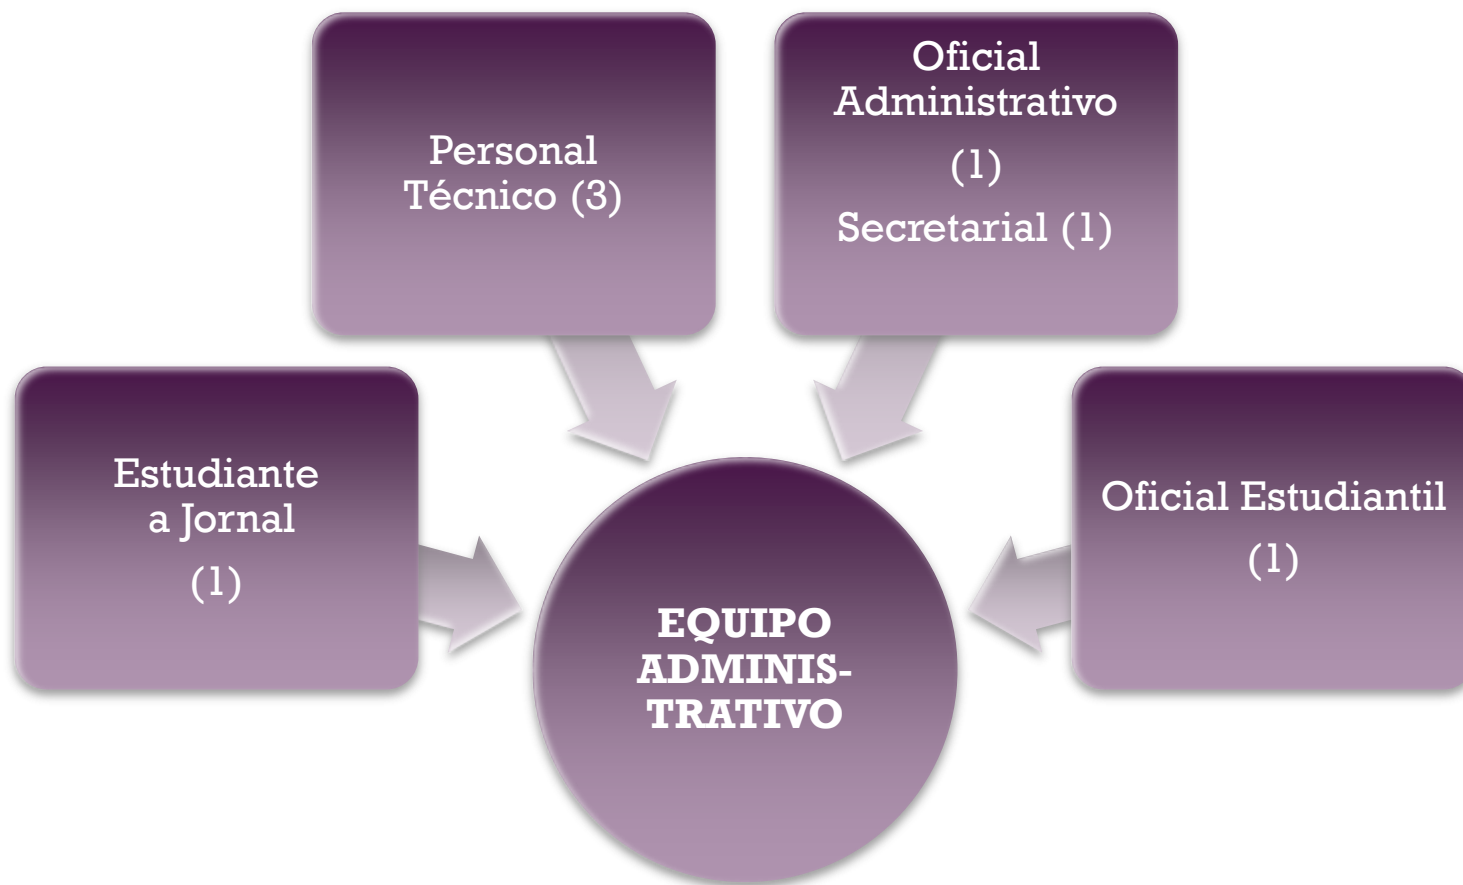 Personal
Técnico (3)
Oficial
Administrativo
(1)
Secretarial (1)
Estudiante
a Jornal
(1)
Oficial Estudiantil
(1)
EQUIPO
ADMINIS-
TRATIVO